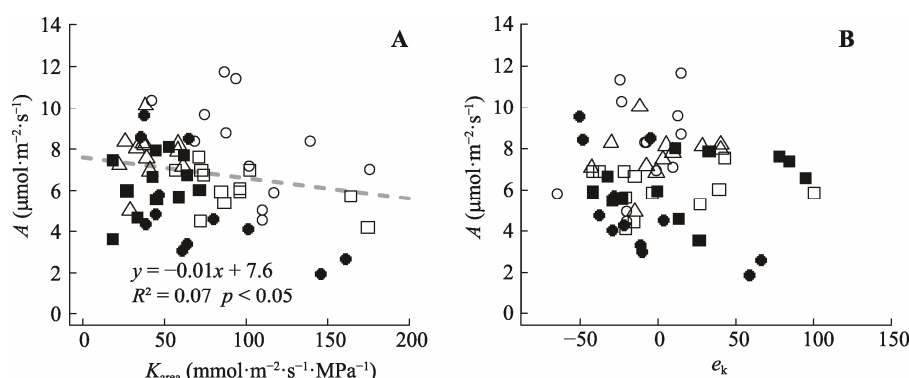 14
12
10
8
6
4
2
0
A (μmol·m⁻²·s⁻¹)
A
y = −0.01x + 7.6
R² = 0.07 p < 0.05
0 50 100 150 200
K_area (mmol·m⁻²·s⁻¹·MPa⁻¹)
14
12
10
8
6
4
2
0
A (μmol·m⁻²·s⁻¹)
B
−50 0 50 100 150
e_k